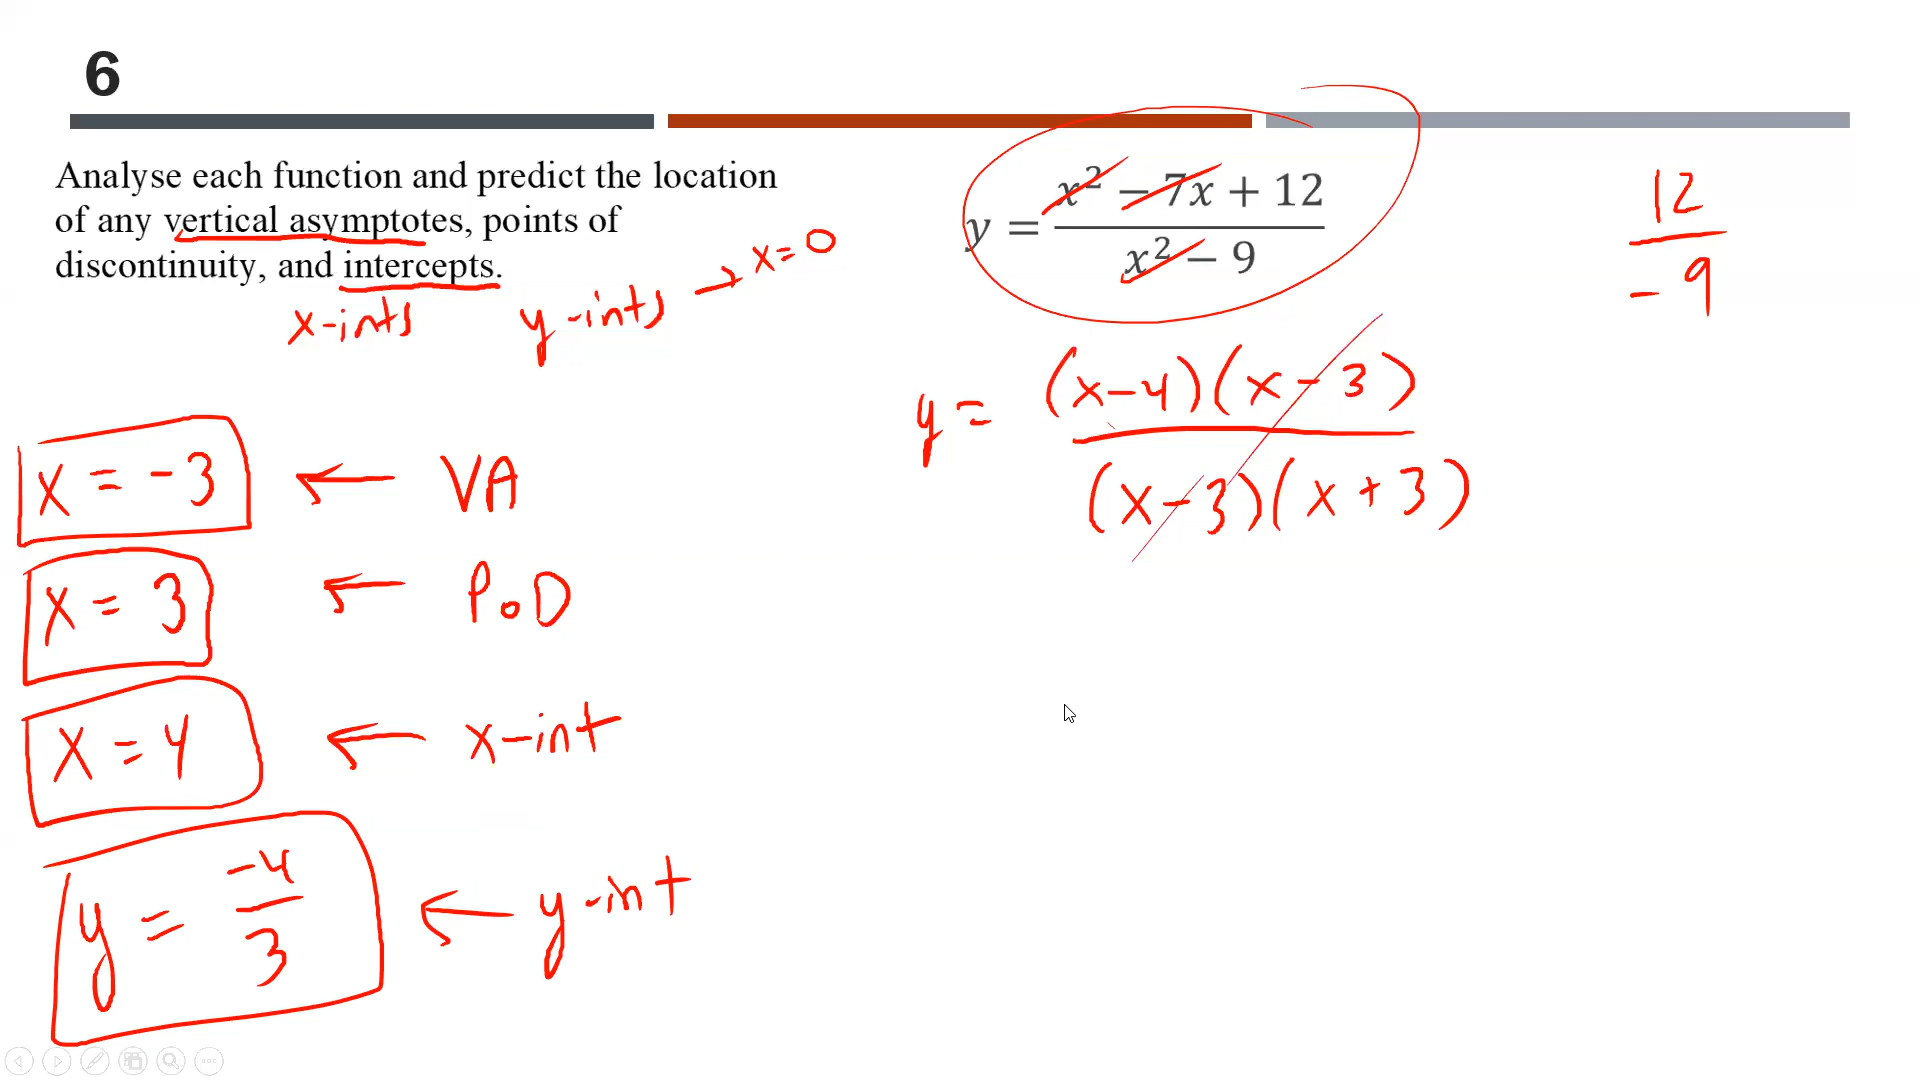 6
Analyse each function and predict the location
of any vertical asymptotes, points of
discontinuity, and intercepts.
x-ints y-ints → x = 0
y = (x² − 7x + 12) / (x² − 9)
12 / -9
y = (x-4)(x-3) / (x-3)(x+3)
x = -3 ← VA
x = 3 ← PoD
x = 4 ← x-int
y = -4/3 ← y-int